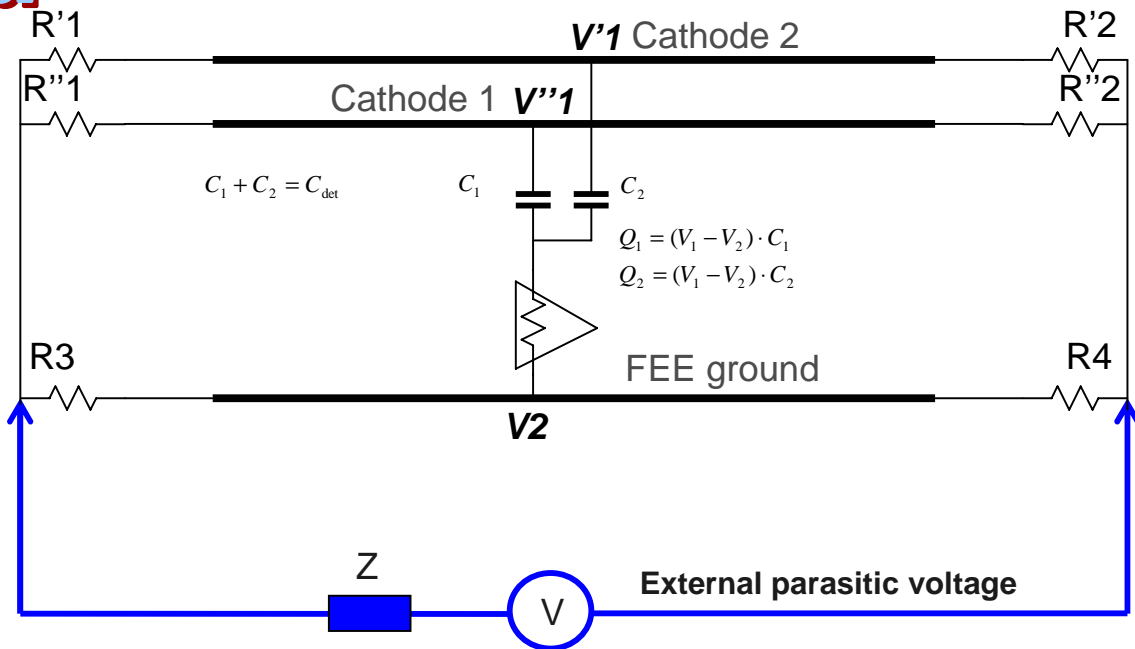 R'1
V'1 Cathode 2
R'2
R''1
Cathode 1 V''1
R''2
C₁ + C₂ = C_det
C₁
C₂
Q₁ = (V₁ − V₂) · C₁
Q₂ = (V₁ − V₂) · C₂
R3
FEE ground
R4
V2
Z
V
External parasitic voltage